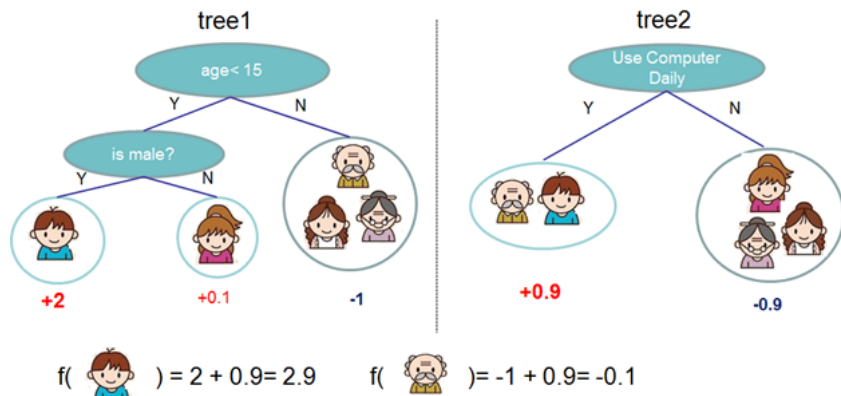 tree1
age< 15
Y
N
is male?
Y
N
+2
+0.1
-1
tree2
Use Computer
Daily
Y
N
+0.9
-0.9
f( ) = 2 + 0.9= 2.9
f( )= -1 + 0.9= -0.1